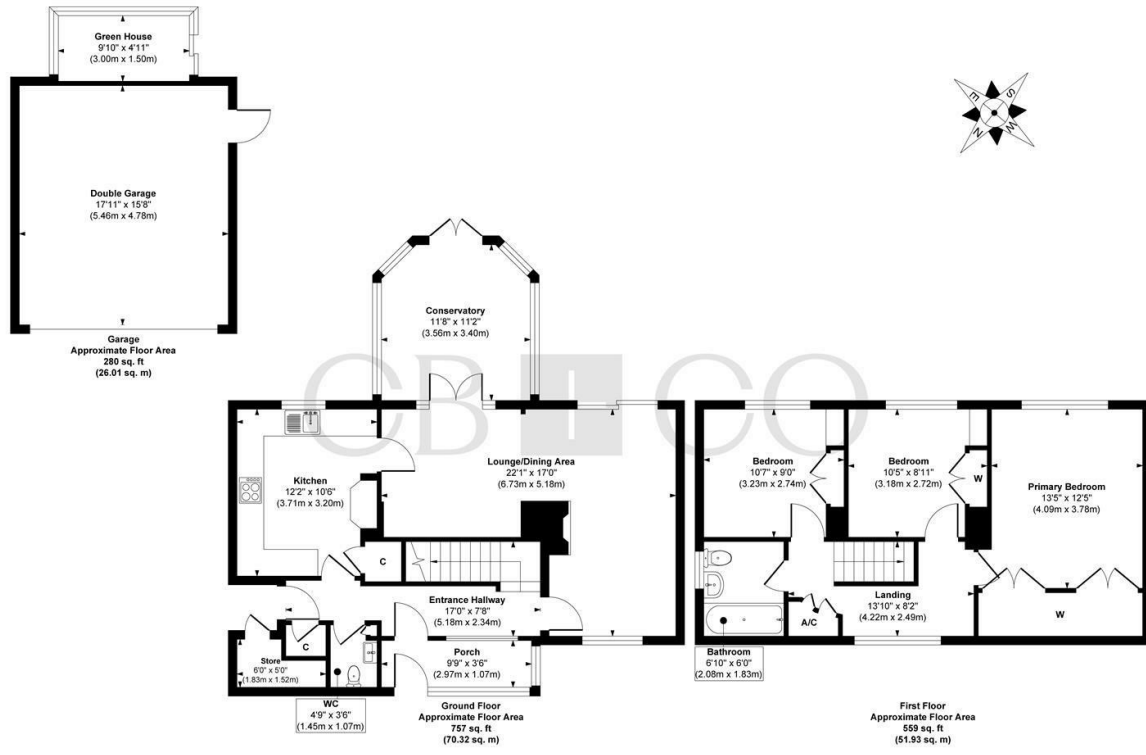 Green House
9'10" x 4'11"
(3.00m x 1.50m)
Double Garage
17'11" x 15'8"
(5.46m x 4.78m)
Garage
Approximate Floor Area
280 sq. ft
(26.01 sq. m)
S
E
W
N
Conservatory
11'8" x 11'2"
(3.56m x 3.40m)
CB I CO
Kitchen
12'2" x 10'6"
(3.71m x 3.20m)
Lounge/Dining Area
22'1" x 17'0"
(6.73m x 5.18m)
C
Entrance Hallway
17'0" x 7'8"
(5.18m x 2.34m)
C
Store
6'0" x 5'0"
(1.83m x 1.52m)
Porch
9'9" x 3'6"
(2.97m x 1.07m)
WC
4'9" x 3'6"
(1.45m x 1.07m)
Ground Floor
Approximate Floor Area
757 sq. ft
(70.32 sq. m)
Bedroom
10'7" x 9'0"
(3.23m x 2.74m)
Bedroom
10'5" x 8'11"
(3.18m x 2.72m)
W
Primary Bedroom
13'5" x 12'5"
(4.09m x 3.78m)
Landing
13'10" x 8'2"
(4.22m x 2.49m)
A/C
W
Bathroom
6'10" x 6'0"
(2.08m x 1.83m)
First Floor
Approximate Floor Area
559 sq. ft
(51.93 sq. m)